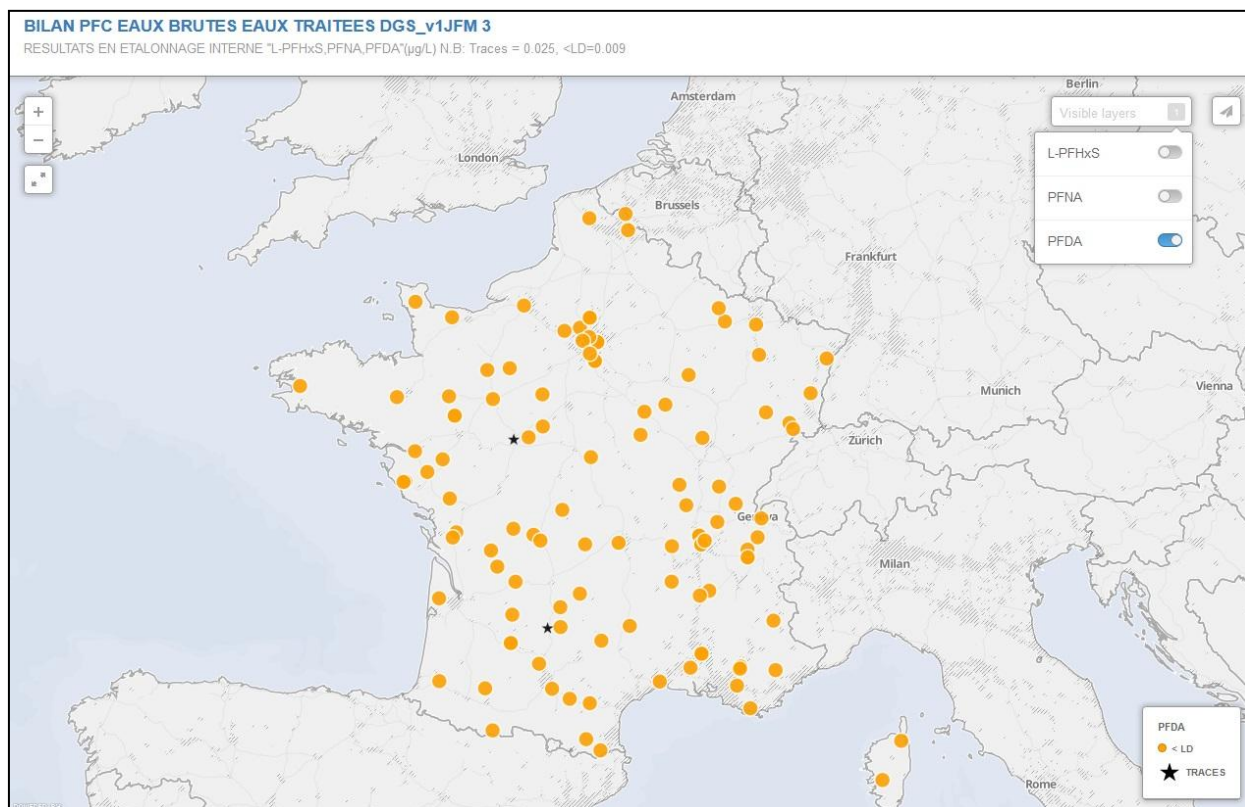 BILAN PFC EAUX BRUTES EAUX TRAITEES DGS_v1JFM 3
RESULTATS EN ETALONNAGE INTERNE "L-PFHxS,PFNA,PFDA"(µg/L) N.B: Traces = 0.025, <LD=0.009
Berlin
Amsterdam
+
Visible layers 1
−
L-PFHxS
London
PFNA
Brussels
PFDA
Frankfurt
Munich
Vienna
Zürich
Geneva
Milan
PFDA
< LD
TRACES
Rome